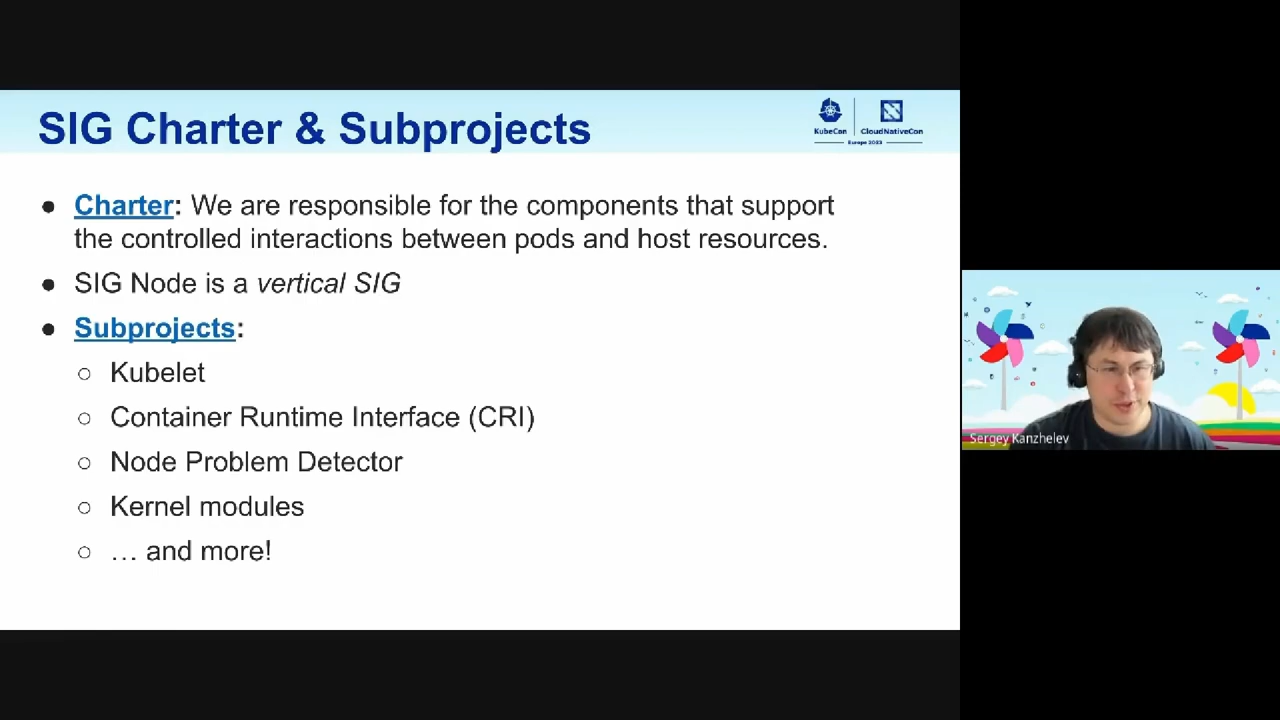 SIG Charter & Subprojects
KubeCon
CloudNativeCon
Europe 2023
● Charter: We are responsible for the components that support
the controlled interactions between pods and host resources.
● SIG Node is a vertical SIG
● Subprojects:
○ Kubelet
○ Container Runtime Interface (CRI)
○ Node Problem Detector
○ Kernel modules
○ … and more!
Sergey Kanzhelev